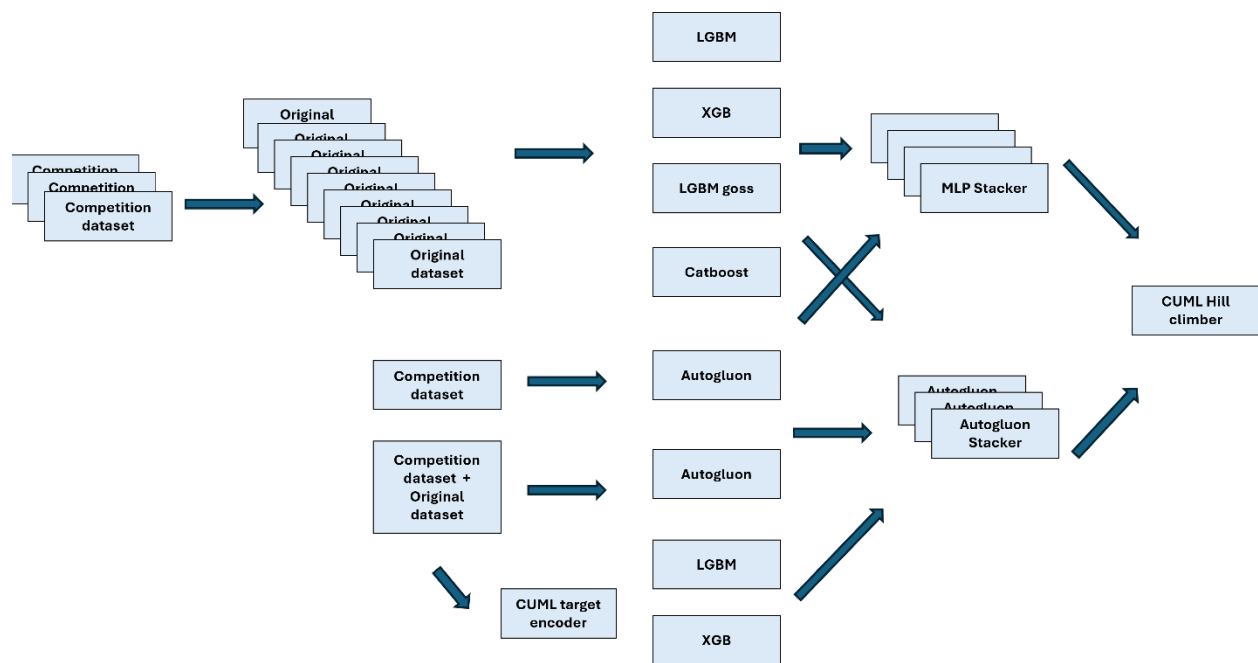 Competition
Competition
Competition
dataset
Original
Original
Original
Original
Original
Original
Original
Original
Original
dataset
LGBM
XGB
LGBM goss
Catboost
Competition
dataset
Autogluon
Competition
dataset +
Original
dataset
Autogluon
LGBM
CUML target
encoder
XGB
MLP Stacker
Autogluon
Autogluon
Autogluon
Stacker
CUML Hill
climber